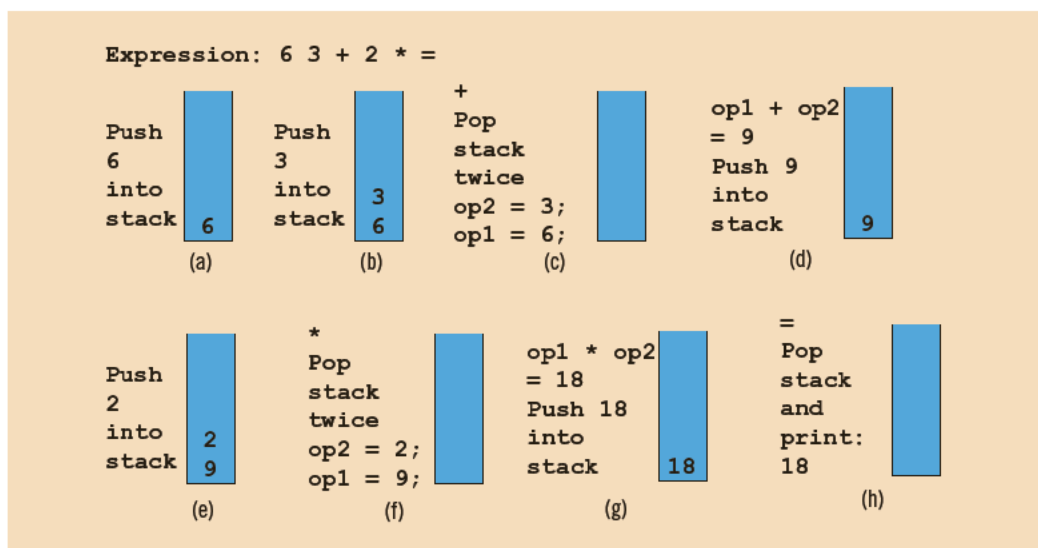 Expression: 6 3 + 2 * =
Push
6
into
stack
6
(a)
Push
3
into
stack
3
6
(b)
+
Pop
stack
twice
op2 = 3;
op1 = 6;
(c)
op1 + op2
= 9
Push 9
into
stack
9
(d)
Push
2
into
stack
2
9
(e)
*
Pop
stack
twice
op2 = 2;
op1 = 9;
(f)
op1 * op2
= 18
Push 18
into
stack
18
(g)
=
Pop
stack
and
print:
18
(h)